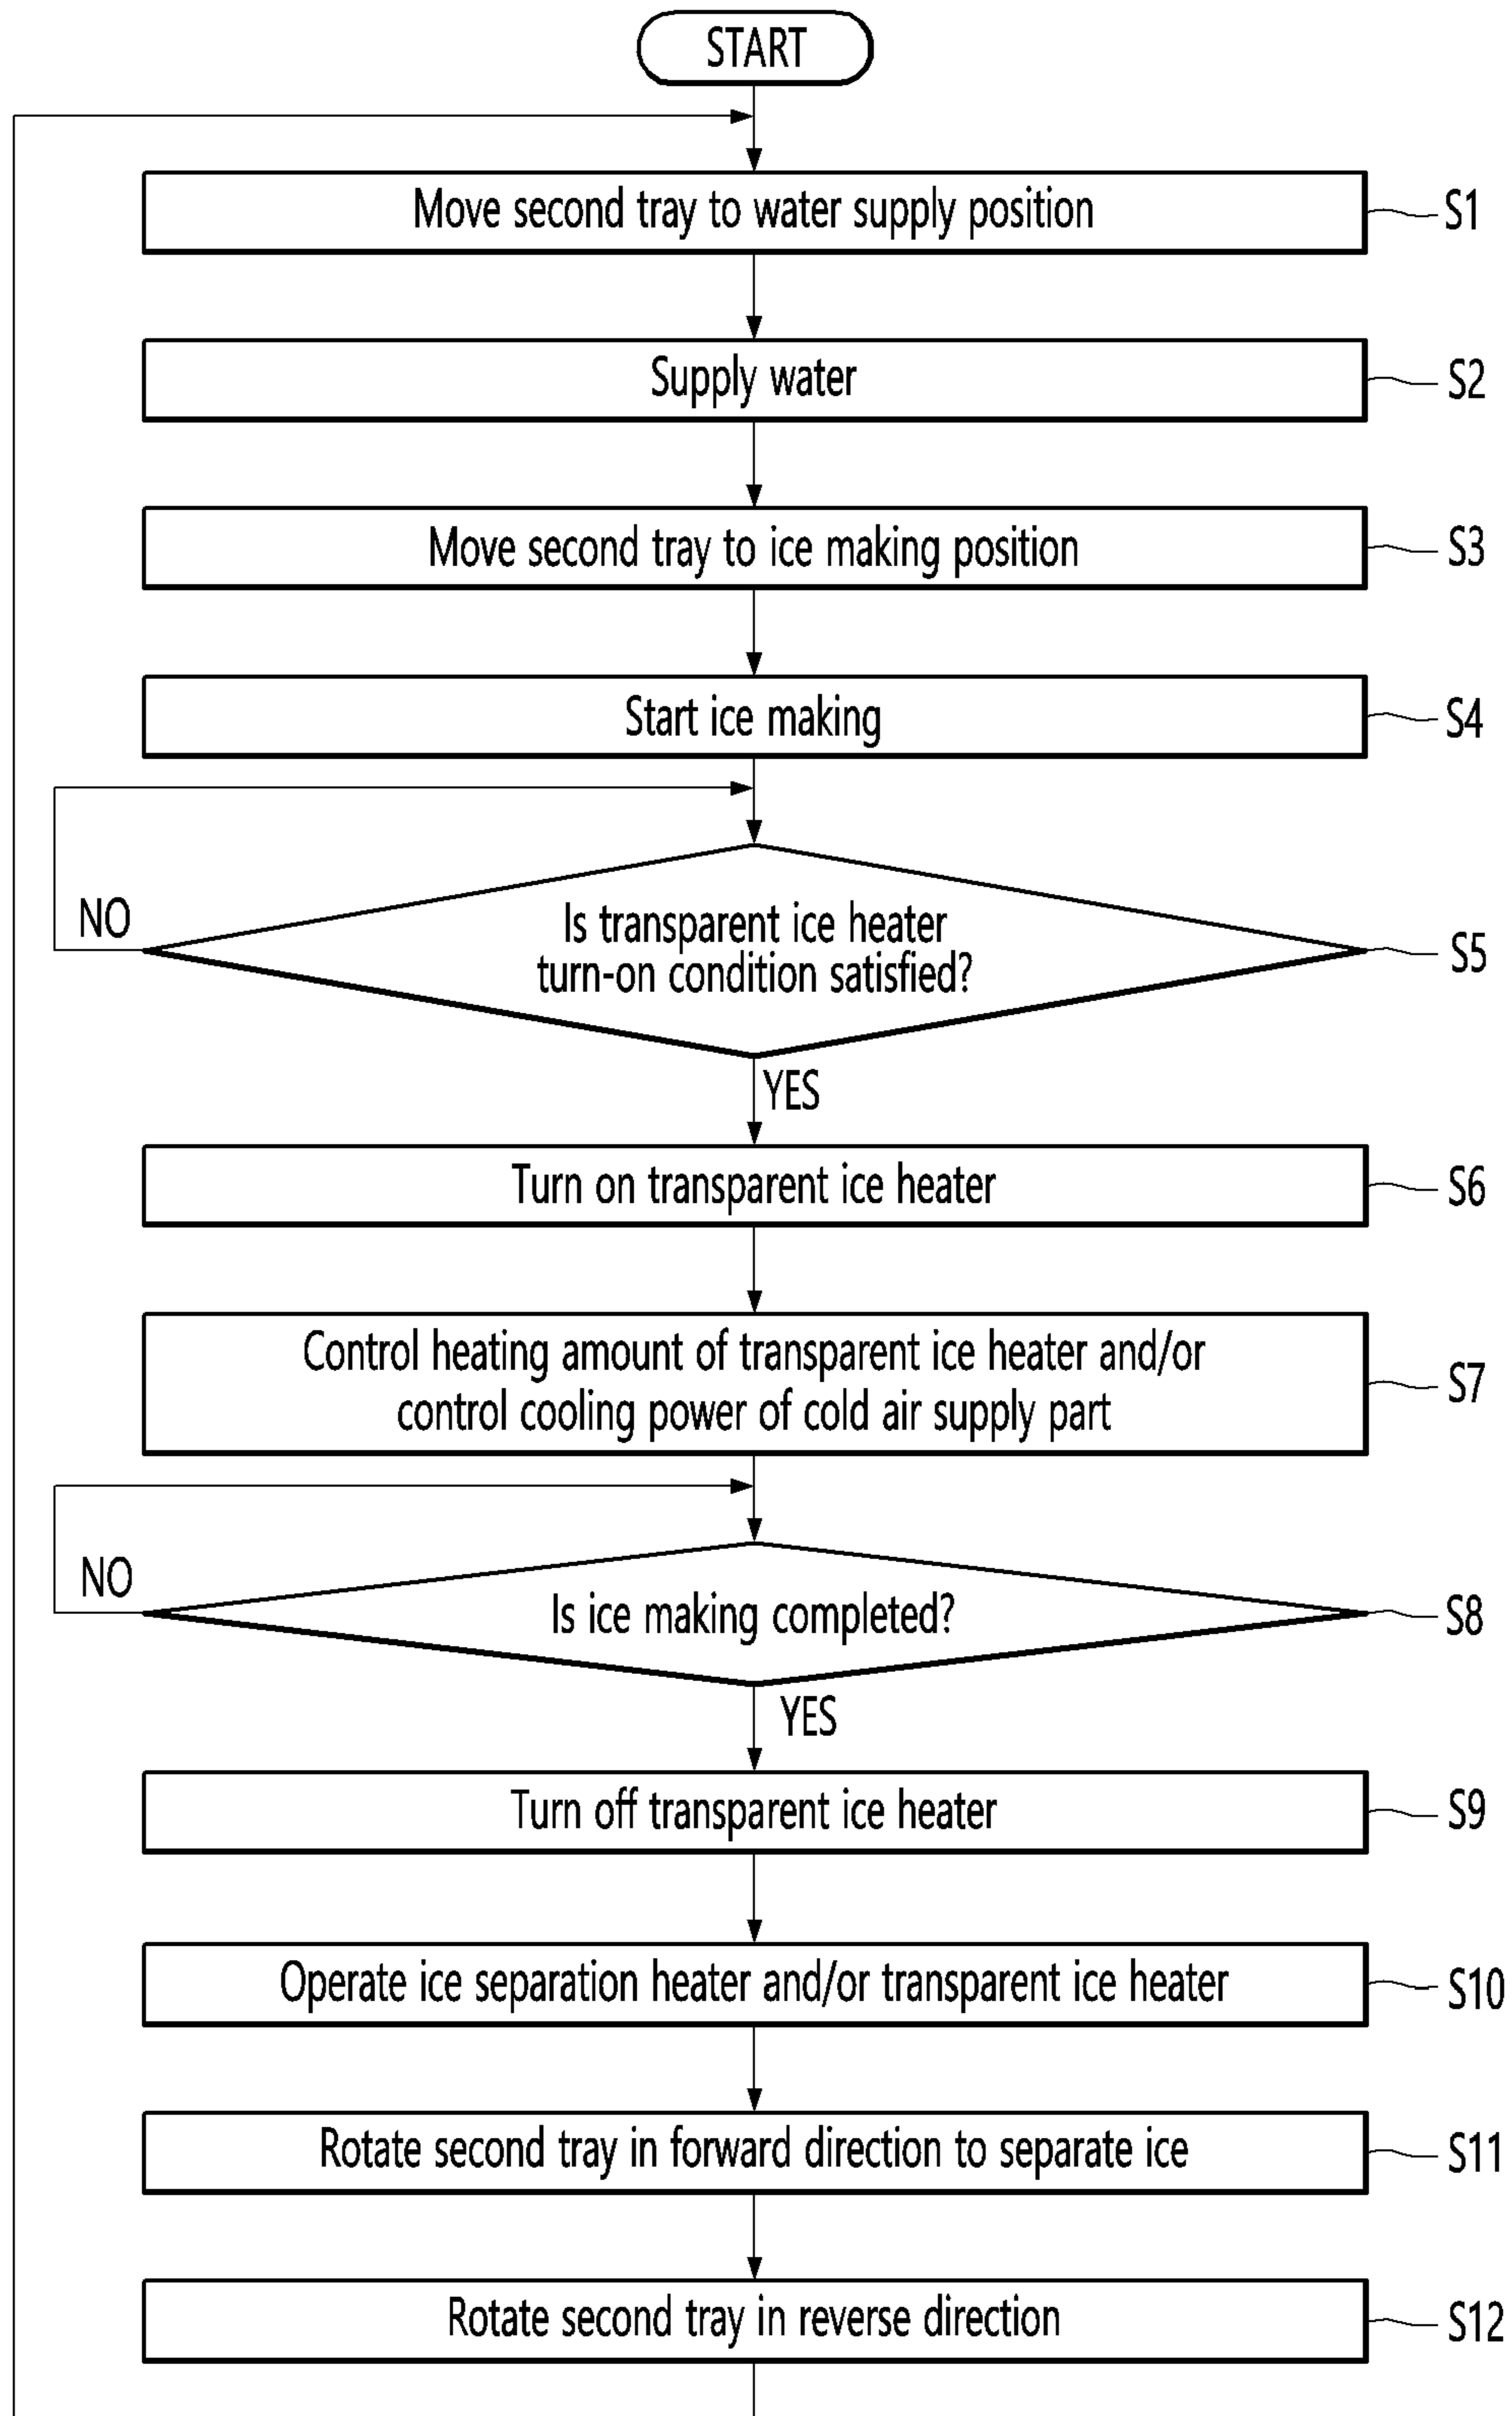 START
Move second tray to water supply position
S1
Supply water
S2
Move second tray to ice making position
S3
Start ice making
S4
NO
Is transparent ice heater
turn-on condition satisfied?
S5
YES
Turn on transparent ice heater
S6
Control heating amount of transparent ice heater and/or
control cooling power of cold air supply part
S7
NO
Is ice making completed?
S8
YES
Turn off transparent ice heater
S9
Operate ice separation heater and/or transparent ice heater
S10
Rotate second tray in forward direction to separate ice
S11
Rotate second tray in reverse direction
S12